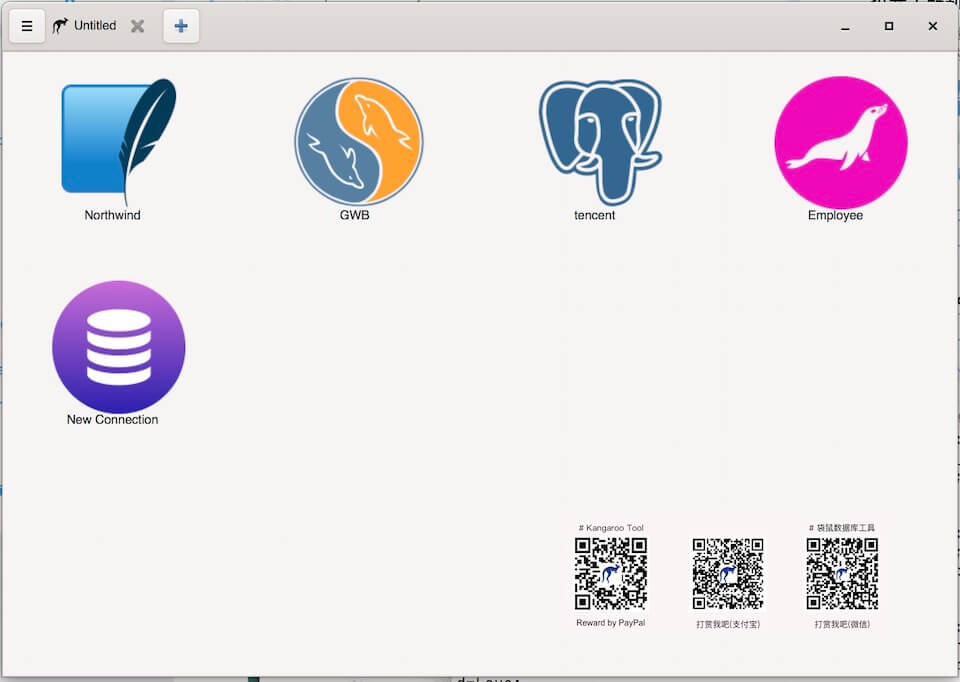 Untitled
Northwind
GWB
tencent
Employee
New Connection
# Kangaroo Tool
# 袋鼠数据库工具
Reward by PayPal
打赏我吧(支付宝)
打赏我吧(微信)